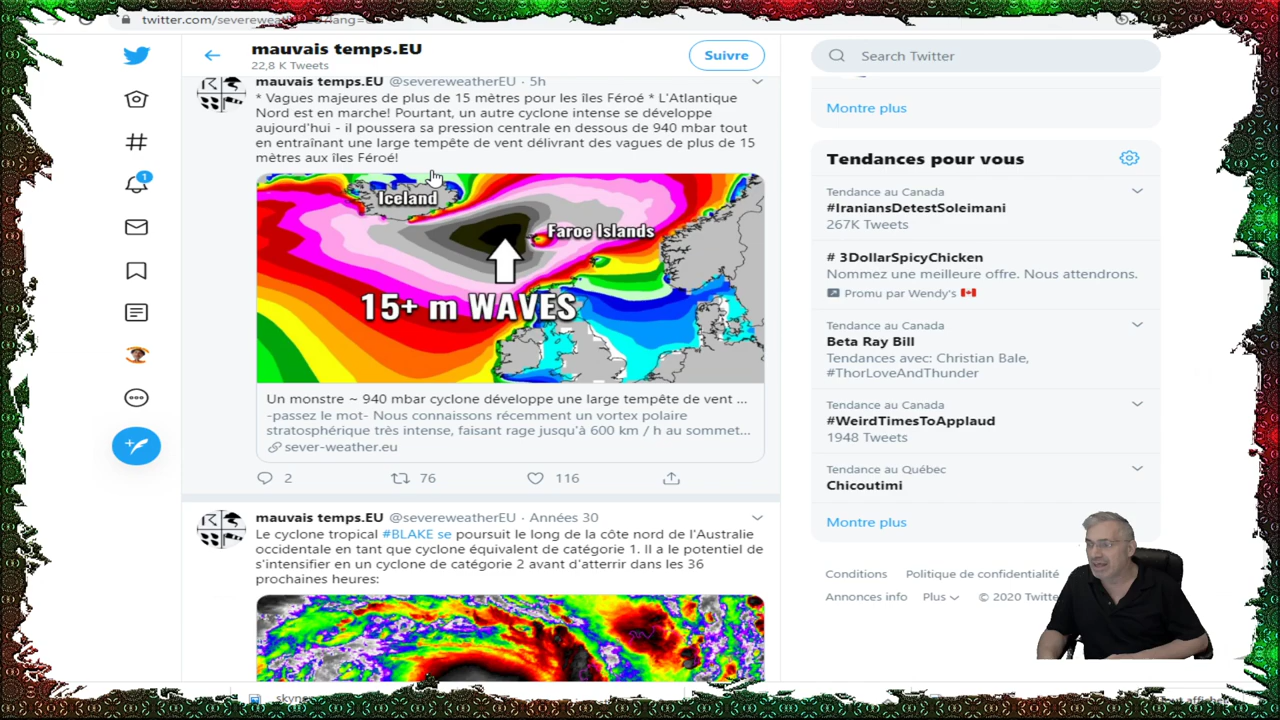 twitter.com/severewea
lang=
mauvais temps.EU
22,8 K Tweets
Suivre
Search Twitter
mauvais temps.EU @severeweatherEU · 5h
* Vagues majeures de plus de 15 mètres pour les îles Féroé * L'Atlantique
Nord est en marche! Pourtant, un autre cyclone intense se développe
aujourd'hui - il poussera sa pression centrale en dessous de 940 mbar tout
en entraînant une large tempête de vent délivrant des vagues de plus de 15
mètres aux îles Féroé!
Iceland
Faroe Islands
15+ m WAVES
Un monstre ~ 940 mbar cyclone développe une large tempête de vent ...
-passez le mot- Nous connaissons récemment un vortex polaire
stratosphérique très intense, faisant rage jusqu'à 600 km / h au sommet...
sever-weather.eu
2 76 116
mauvais temps.EU @severeweatherEU · Années 30
Le cyclone tropical #BLAKE se poursuit le long de la côte nord de l'Australie
occidentale en tant que cyclone équivalent de catégorie 1. Il a le potentiel de
s'intensifier en un cyclone de catégorie 2 avant d'atterrir dans les 36
prochaines heures:
1
Montre plus
Tendances pour vous
Tendance au Canada
#IraniansDetestSoleimani
267K Tweets
# 3DollarSpicyChicken
Nommez une meilleure offre. Nous attendrons.
Promu par Wendy's
Tendance au Canada
Beta Ray Bill
Tendances avec: Christian Bale,
#ThorLoveAndThunder
Tendance au Canada
#WeirdTimesToApplaud
1948 Tweets
Tendance au Québec
Chicoutimi
Montre plus
Conditions Politique de confidentialité
Annonces info Plus © 2020 Twitte